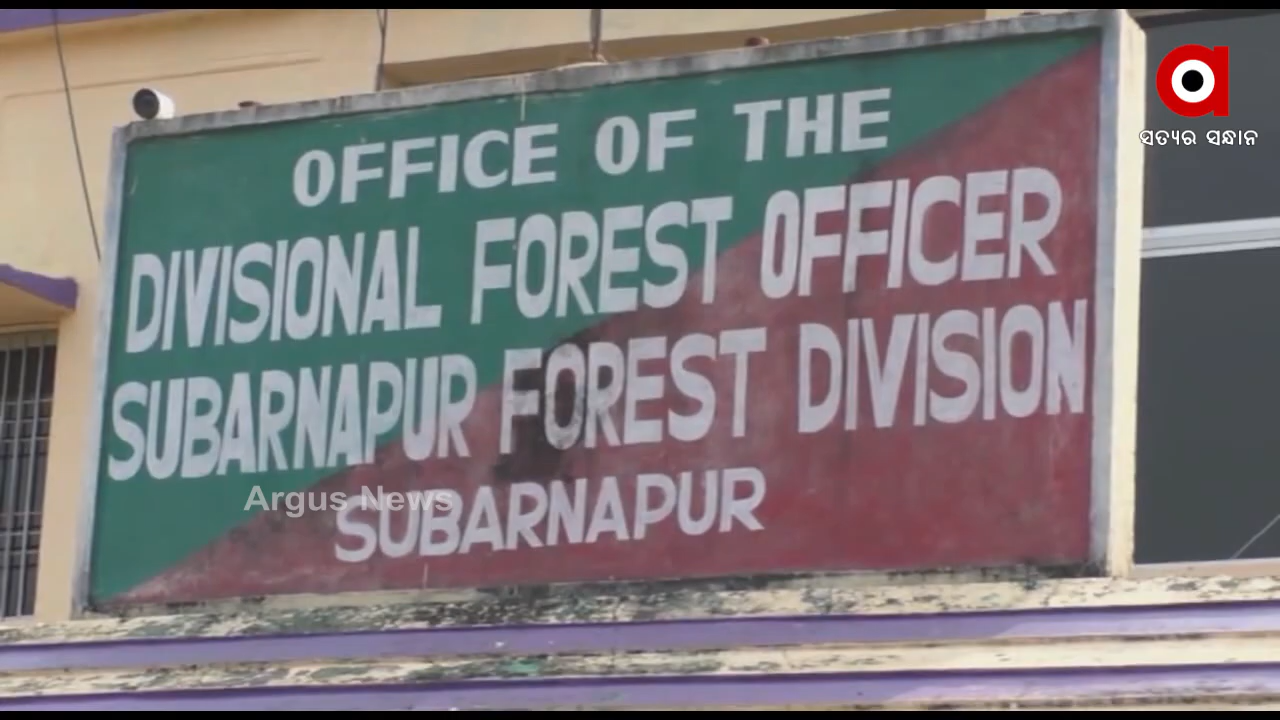 ସତ୍ୟର ସନ୍ଧାନ
OFFICE OF THE
DIVISIONAL FOREST OFFICER
SUBARNAPUR FOREST DIVISION
Argus News
SUBARNAPUR